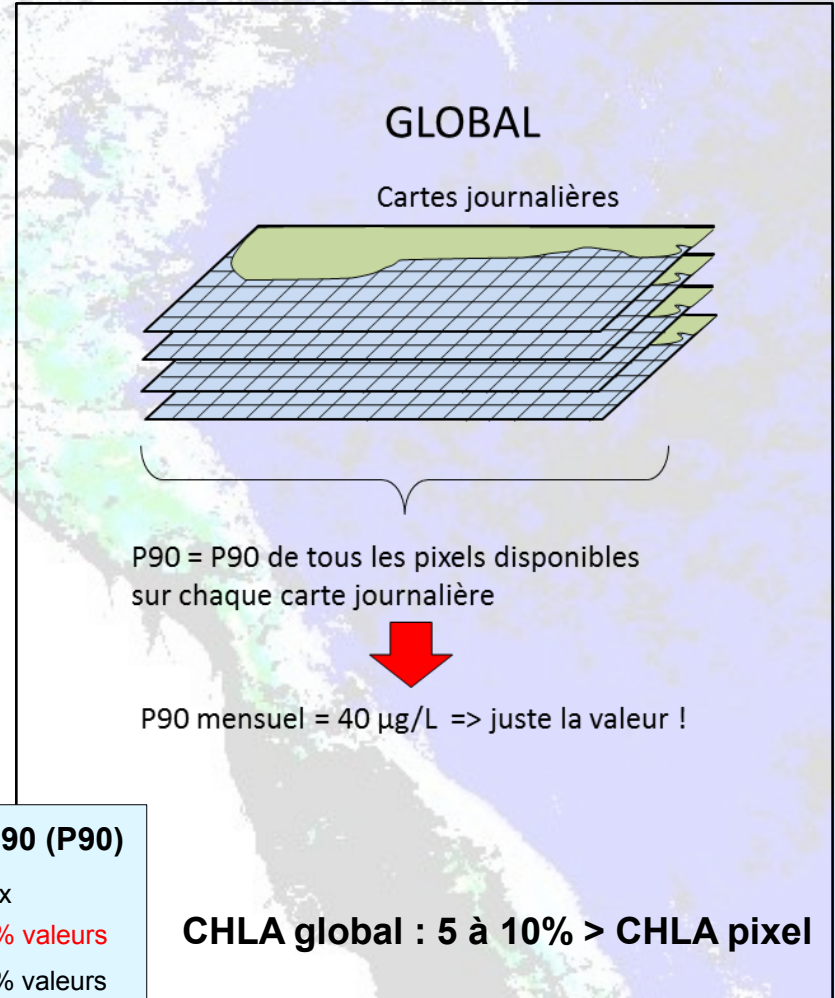 GLOBAL
Cartes journalières
P90 = P90 de tous les pixels disponibles
sur chaque carte journalière
P90 mensuel = 40 µg/L => juste la valeur !
90 (P90)
x
% valeurs
% valeurs
CHLA global : 5 à 10% > CHLA pixel